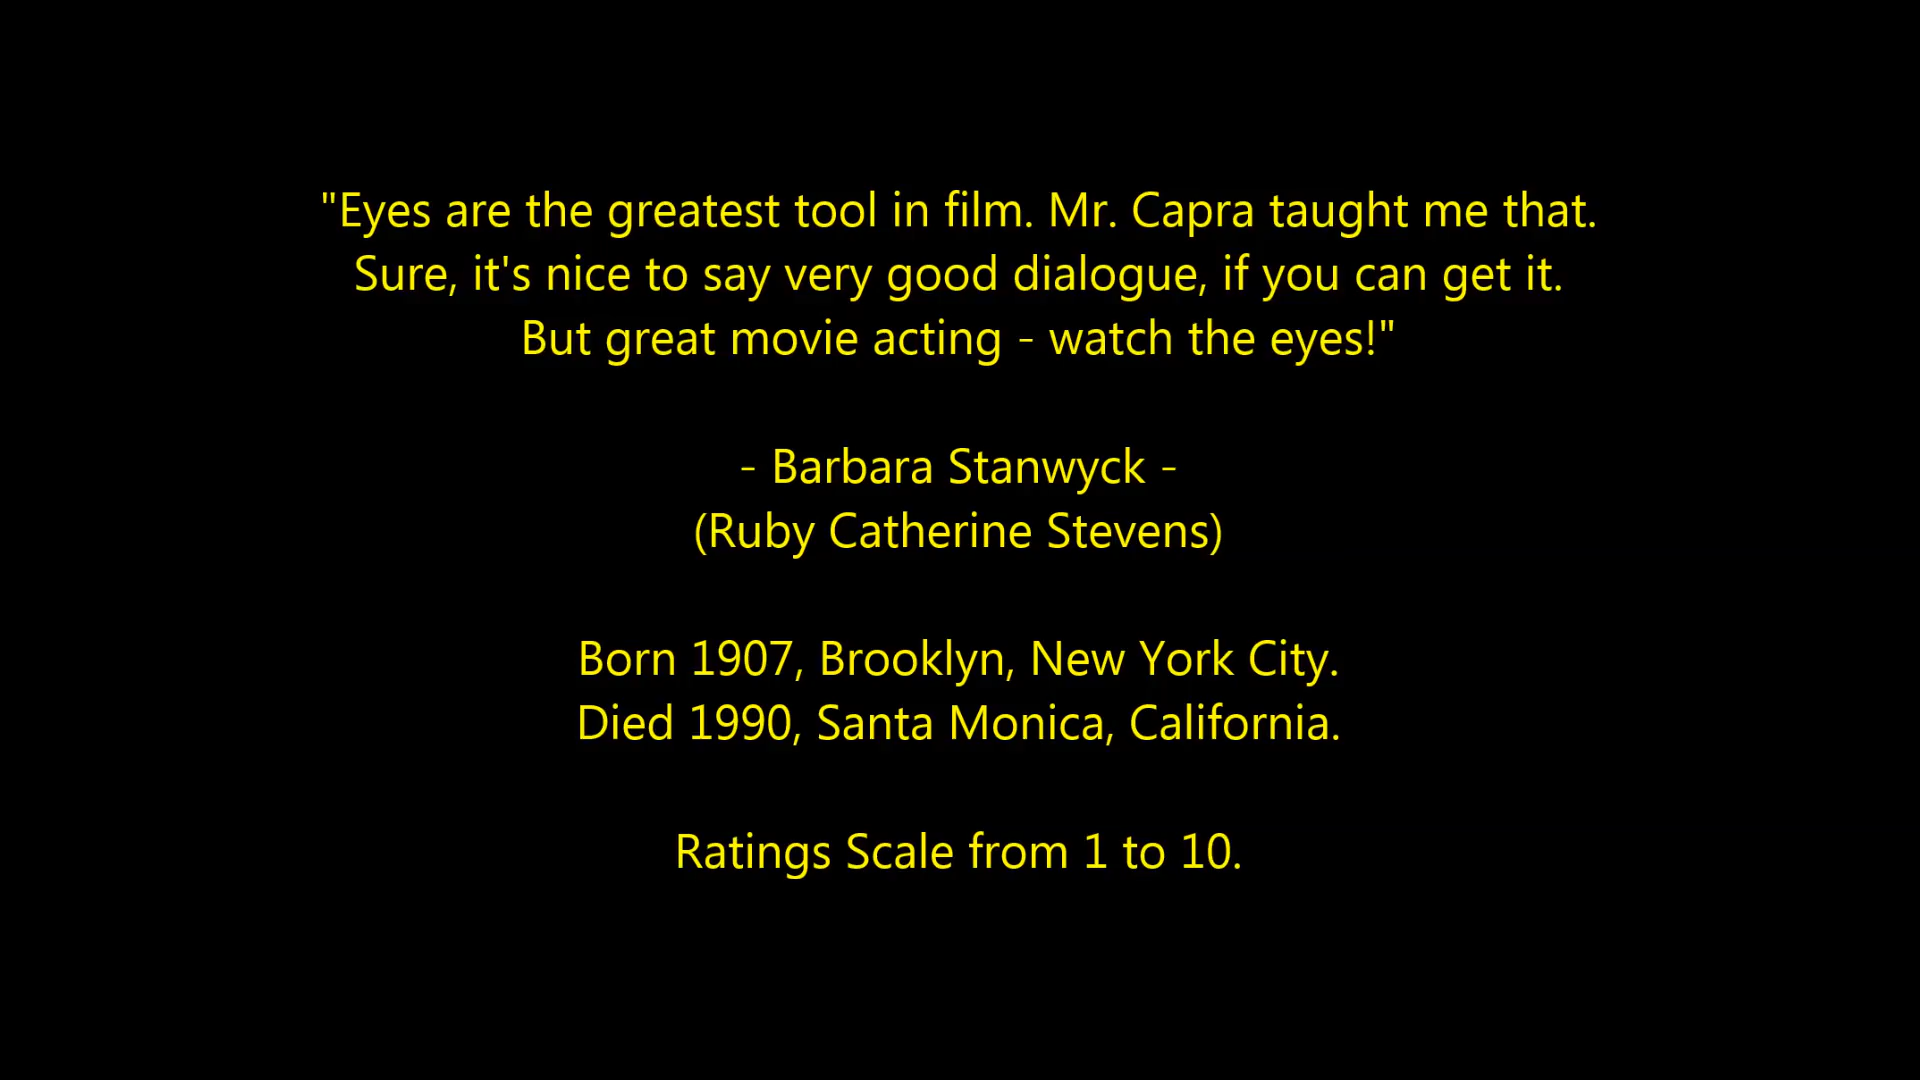 "Eyes are the greatest tool in film. Mr. Capra taught me that.
Sure, it's nice to say very good dialogue, if you can get it.
But great movie acting - watch the eyes!"
- Barbara Stanwyck -
(Ruby Catherine Stevens)
Born 1907, Brooklyn, New York City.
Died 1990, Santa Monica, California.
Ratings Scale from 1 to 10.